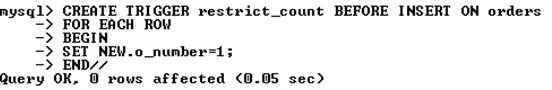 mysql> CREATE TRIGGER restrict_count BEFORE INSERT ON orders
-> FOR EACH ROW
-> BEGIN
-> SET NEW.o_number=1;
-> END//
Query OK, 0 rows affected (0.05 sec)